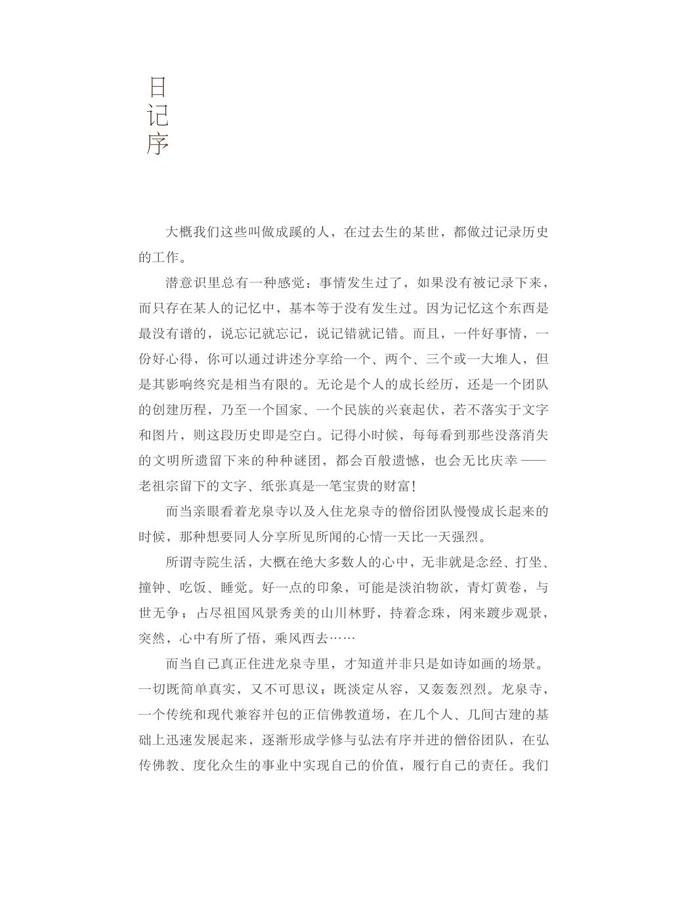 日记序
大概我们这些叫做成蹊的人，在过去生的某世，都做过记录历史
的工作。
潜意识里总有一种感觉：事情发生过了，如果没有被记录下来，
而只存在某人的记忆中，基本等于没有发生过。因为记忆这个东西是
最没有谱的，说忘记就忘记，说记错就记错。而且，一件好事情，一
份好心得，你可以通过讲述分享给一个、两个、三个或一大堆人，但
是其影响终究是相当有限的。无论是个人的成长经历，还是一个团队
的创建历程，乃至一个国家、一个民族的兴衰起伏，若不落实于文字
和图片，则这段历史即是空白。记得小时候，每每看到那些没落消失
的文明所遗留下来的种种谜团，都会百般遗憾，也会无比庆幸——
老祖宗留下的文字、纸张真是一笔宝贵的财富！
而当亲眼看着龙泉寺以及入住龙泉寺的僧俗团队慢慢成长起来的
时候，那种想要同人分享所见所闻的心情一天比一天强烈。
所谓寺院生活，大概在绝大多数人的心中，无非就是念经、打坐、
撞钟、吃饭、睡觉。好一点的印象，可能是淡泊物欲，青灯黄卷，与
世无争；占尽祖国风景秀美的山川林野，持着念珠，闲来踱步观景，
突然，心中有所了悟，乘风西去……
而当自己真正住进龙泉寺里，才知道并非只是如诗如画的场景。
一切既简单真实，又不可思议；既淡定从容，又轰轰烈烈。龙泉寺，
一个传统和现代兼容并包的正信佛教道场，在几个人、几间古建的基
础上迅速发展起来，逐渐形成学修与弘法有序并进的僧俗团队，在弘
传佛教、度化众生的事业中实现自己的价值，履行自己的责任。我们